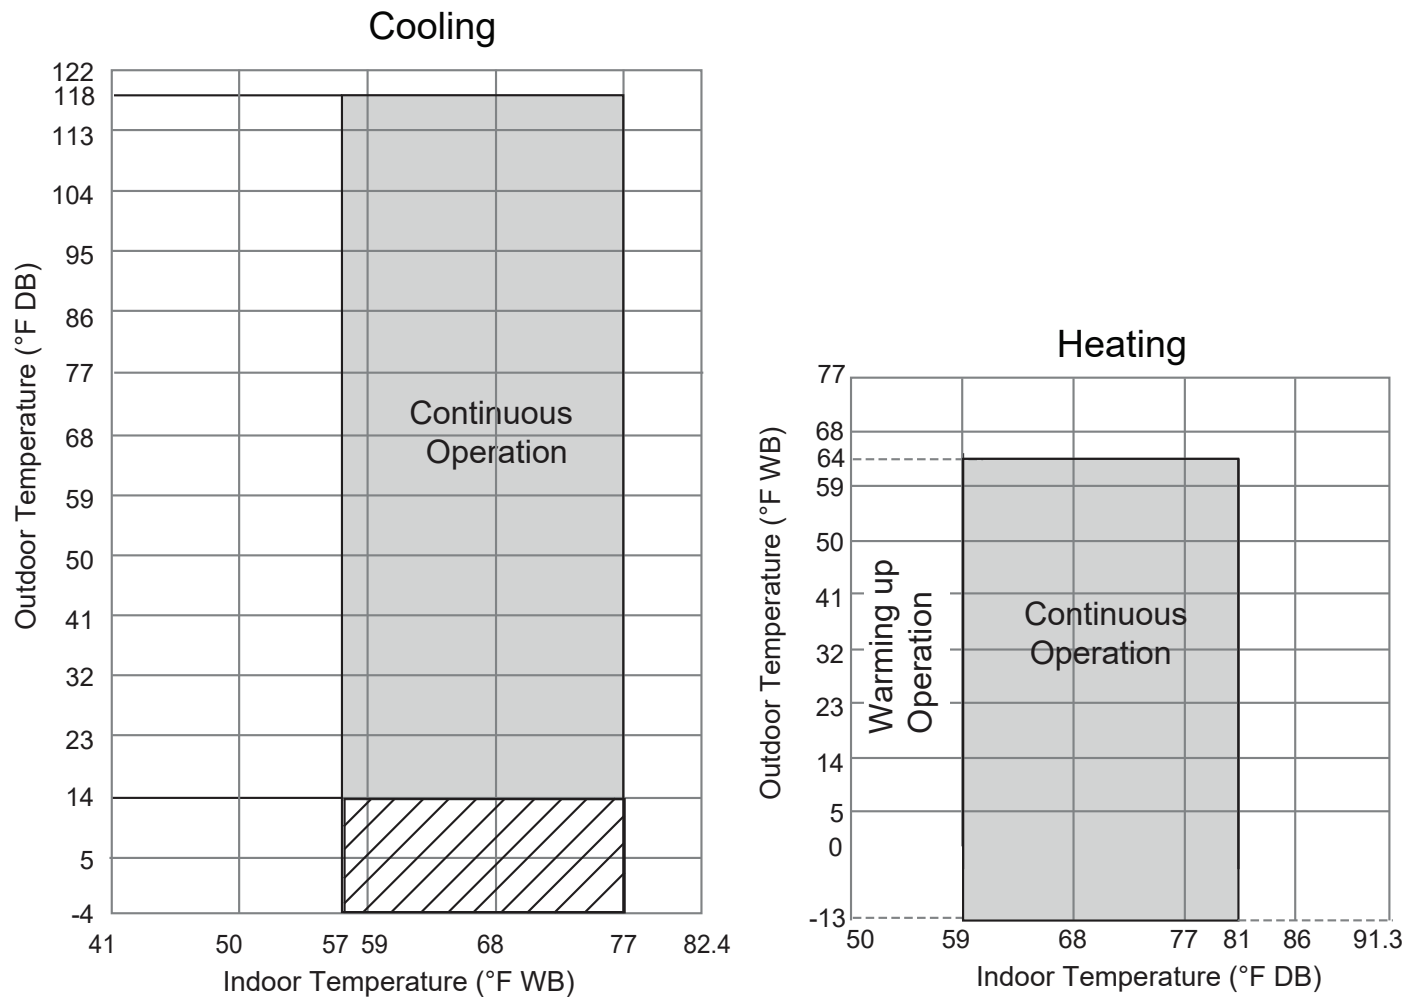 Cooling
122
118
113
104
95
86
77
68
59
50
41
32
23
14
5
-4
Outdoor Temperature (°F DB)
Continuous
Operation
41 50 57 59 68 77 82.4
Indoor Temperature (°F WB)
Heating
77
68
64
59
50
41
32
23
14
5
0
-13
Outdoor Temperature (°F WB)
Warming up
Operation
Continuous
Operation
50 59 68 77 81 86 91.3
Indoor Temperature (°F DB)